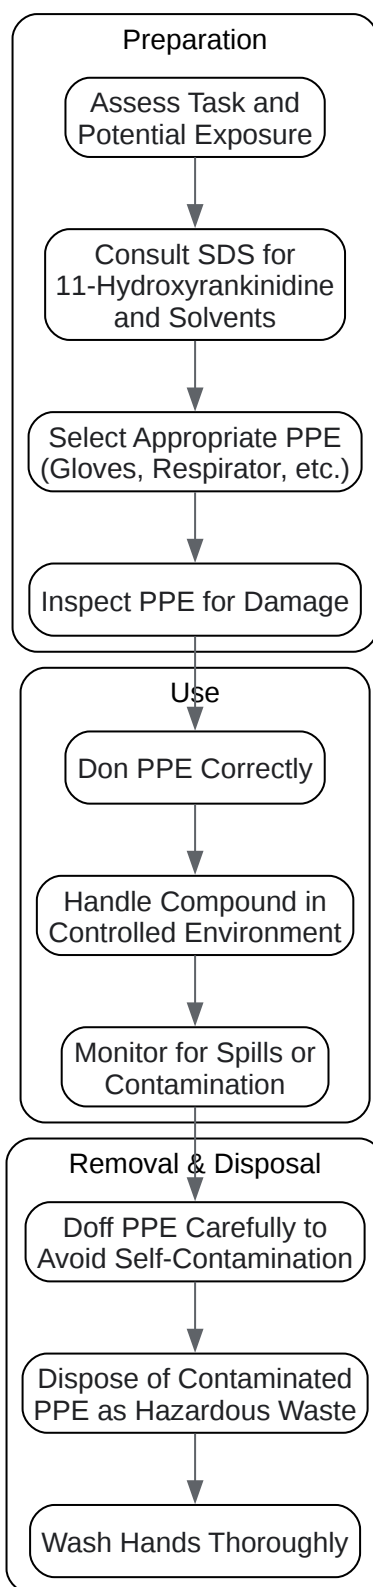 Preparation
Assess Task and
Potential Exposure
Consult SDS for
11-Hydroxyrankinidine
and Solvents
Select Appropriate PPE
(Gloves, Respirator, etc.)
Inspect PPE for Damage
Use
Don PPE Correctly
Handle Compound in
Controlled Environment
Monitor for Spills or
Contamination
Removal & Disposal
Doff PPE Carefully to
Avoid Self-Contamination
Dispose of Contaminated
PPE as Hazardous Waste
Wash Hands Thoroughly